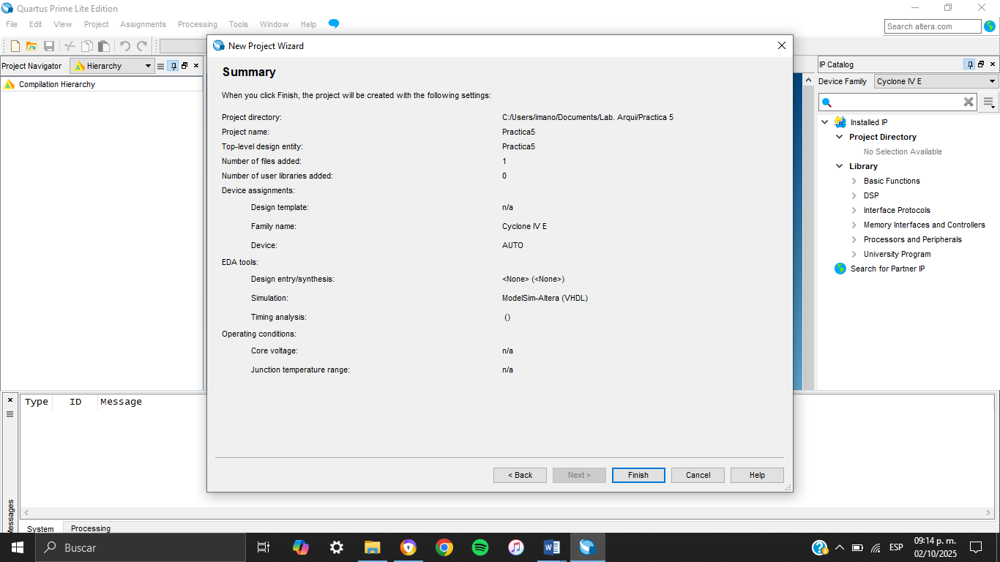 Quartus Prime Lite Edition
File Edit View Project Assignments Processing Tools Window Help
Search altera.com
New Project Wizard
Project Navigator
Hierarchy
Compilation Hierarchy
Summary
When you click Finish, the project will be created with the following settings:
Project directory: C:/Users/imano/Documents/Lab. Arqui/Practica 5
Project name: Practica5
Top-level design entity: Practica5
Number of files added: 1
Number of user libraries added: 0
Device assignments:
Design template: n/a
Family name: Cyclone IV E
Device: AUTO
EDA tools:
Design entry/synthesis: <None> (<None>)
Simulation: ModelSim-Altera (VHDL)
Timing analysis: ()
Operating conditions:
Core voltage: n/a
Junction temperature range: n/a
< Back Next > Finish Cancel Help
IP Catalog
Device Family Cyclone IV E
Installed IP
Project Directory
No Selection Available
Library
Basic Functions
DSP
Interface Protocols
Memory Interfaces and Controllers
Processors and Peripherals
University Program
Search for Partner IP
Type ID Message
Messages
System Processing
Buscar
ESP
09:14 p. m.
02/10/2025